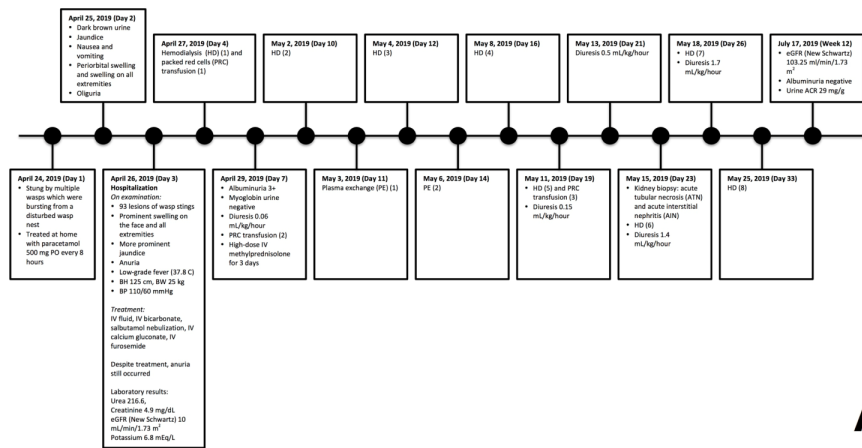 April 25, 2019 (Day 2)
• Dark brown urine
• Jaundice
• Nausea and
vomiting
• Periorbital swelling
and swelling on all
extremities
• Oliguria
April 27, 2019 (Day 4)
Hemodialysis (HD) (1) and
packed red cells (PRC)
transfusion (1)
May 2, 2019 (Day 10)
HD (2)
May 4, 2019 (Day 12)
HD (3)
May 8, 2019 (Day 16)
HD (4)
May 13, 2019 (Day 21)
Diuresis 0.5 mL/kg/hour
May 18, 2019 (Day 26)
• HD (7)
• Diuresis 1.7
mL/kg/hour
July 17, 2019 (Week 12)
• eGFR (New Schwartz)
103.25 ml/min/1.73
m²
• Albuminuria negative
• Urine ACR 29 mg/g
April 24, 2019 (Day 1)
• Stung by multiple
wasps which were
bursting from a
disturbed wasp
nest
• Treated at home
with paracetamol
500 mg PO every 8
hours
April 26, 2019 (Day 3)
Hospitalization
On examination:
• 93 lesions of wasp stings
• Prominent swelling on
the face and all
extremities
• More prominent
jaundice
• Anuria
• Low-grade fever (37.8 C)
• BH 125 cm, BW 25 kg
• BP 110/60 mmHg
Treatment:
IV fluid, IV bicarbonate,
salbutamol nebulization, IV
calcium gluconate, IV
furosemide
Despite treatment, anuria
still occurred
Laboratory results:
Urea 216.6,
Creatinine 4.9 mg/dL
eGFR (New Schwartz) 10
mL/min/1.73 m²
Potassium 6.8 mEq/L
April 29, 2019 (Day 7)
• Albuminuria 3+
• Myoglobin urine
negative
• Diuresis 0.06
mL/kg/hour
• PRC transfusion (2)
• High-dose IV
methylprednisolone
for 3 days
May 3, 2019 (Day 11)
Plasma exchange (PE) (1)
May 6, 2019 (Day 14)
PE (2)
May 11, 2019 (Day 19)
• HD (5) and PRC
transfusion (3)
• Diuresis 0.15
mL/kg/hour
May 15, 2019 (Day 23)
• Kidney biopsy: acute
tubular necrosis (ATN)
and acute interstitial
nephritis (AIN)
• HD (6)
• Diuresis 1.4
mL/kg/hour
May 25, 2019 (Day 33)
HD (8)